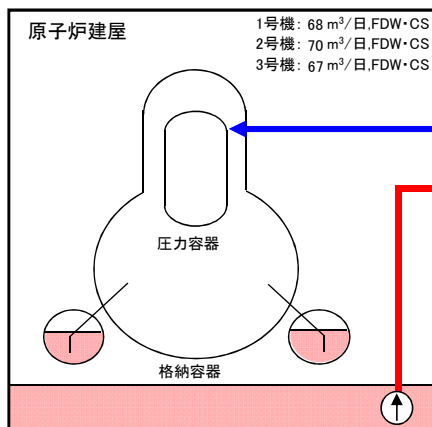 原子炉建屋
1号機: 68 m³/日,FDW・CS
2号機: 70 m³/日,FDW・CS
3号機: 67 m³/日,FDW・CS
圧力容器
格納容器